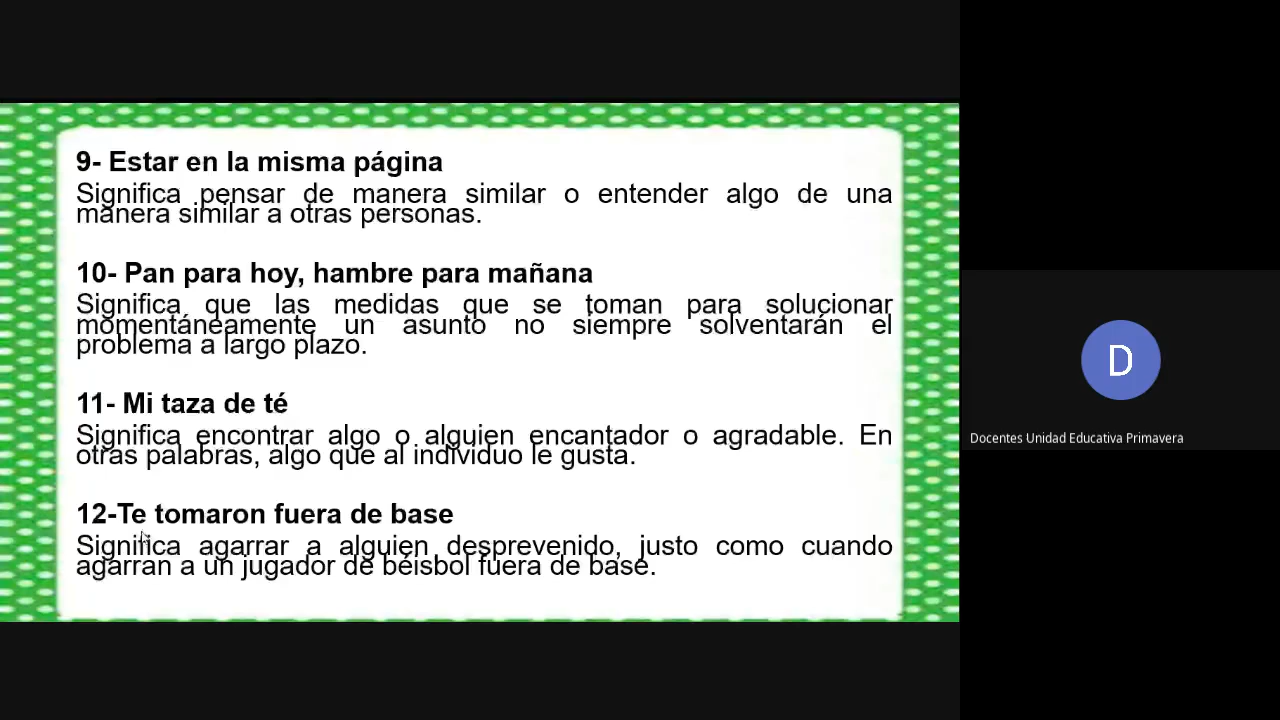 9- Estar en la misma página
Significa pensar de manera similar o entender algo de una
manera similar a otras personas.
10- Pan para hoy, hambre para mañana
Significa que las medidas que se toman para solucionar
momentáneamente un asunto no siempre solventarán el
problema a largo plazo.
11- Mi taza de té
Significa encontrar algo o alguien encantador o agradable. En
otras palabras, algo que al individuo le gusta.
12-Te tomaron fuera de base
Significa agarrar a alguien desprevenido, justo como cuando
agarran a un jugador de béisbol fuera de base.
D
Docentes Unidad Educativa Primavera